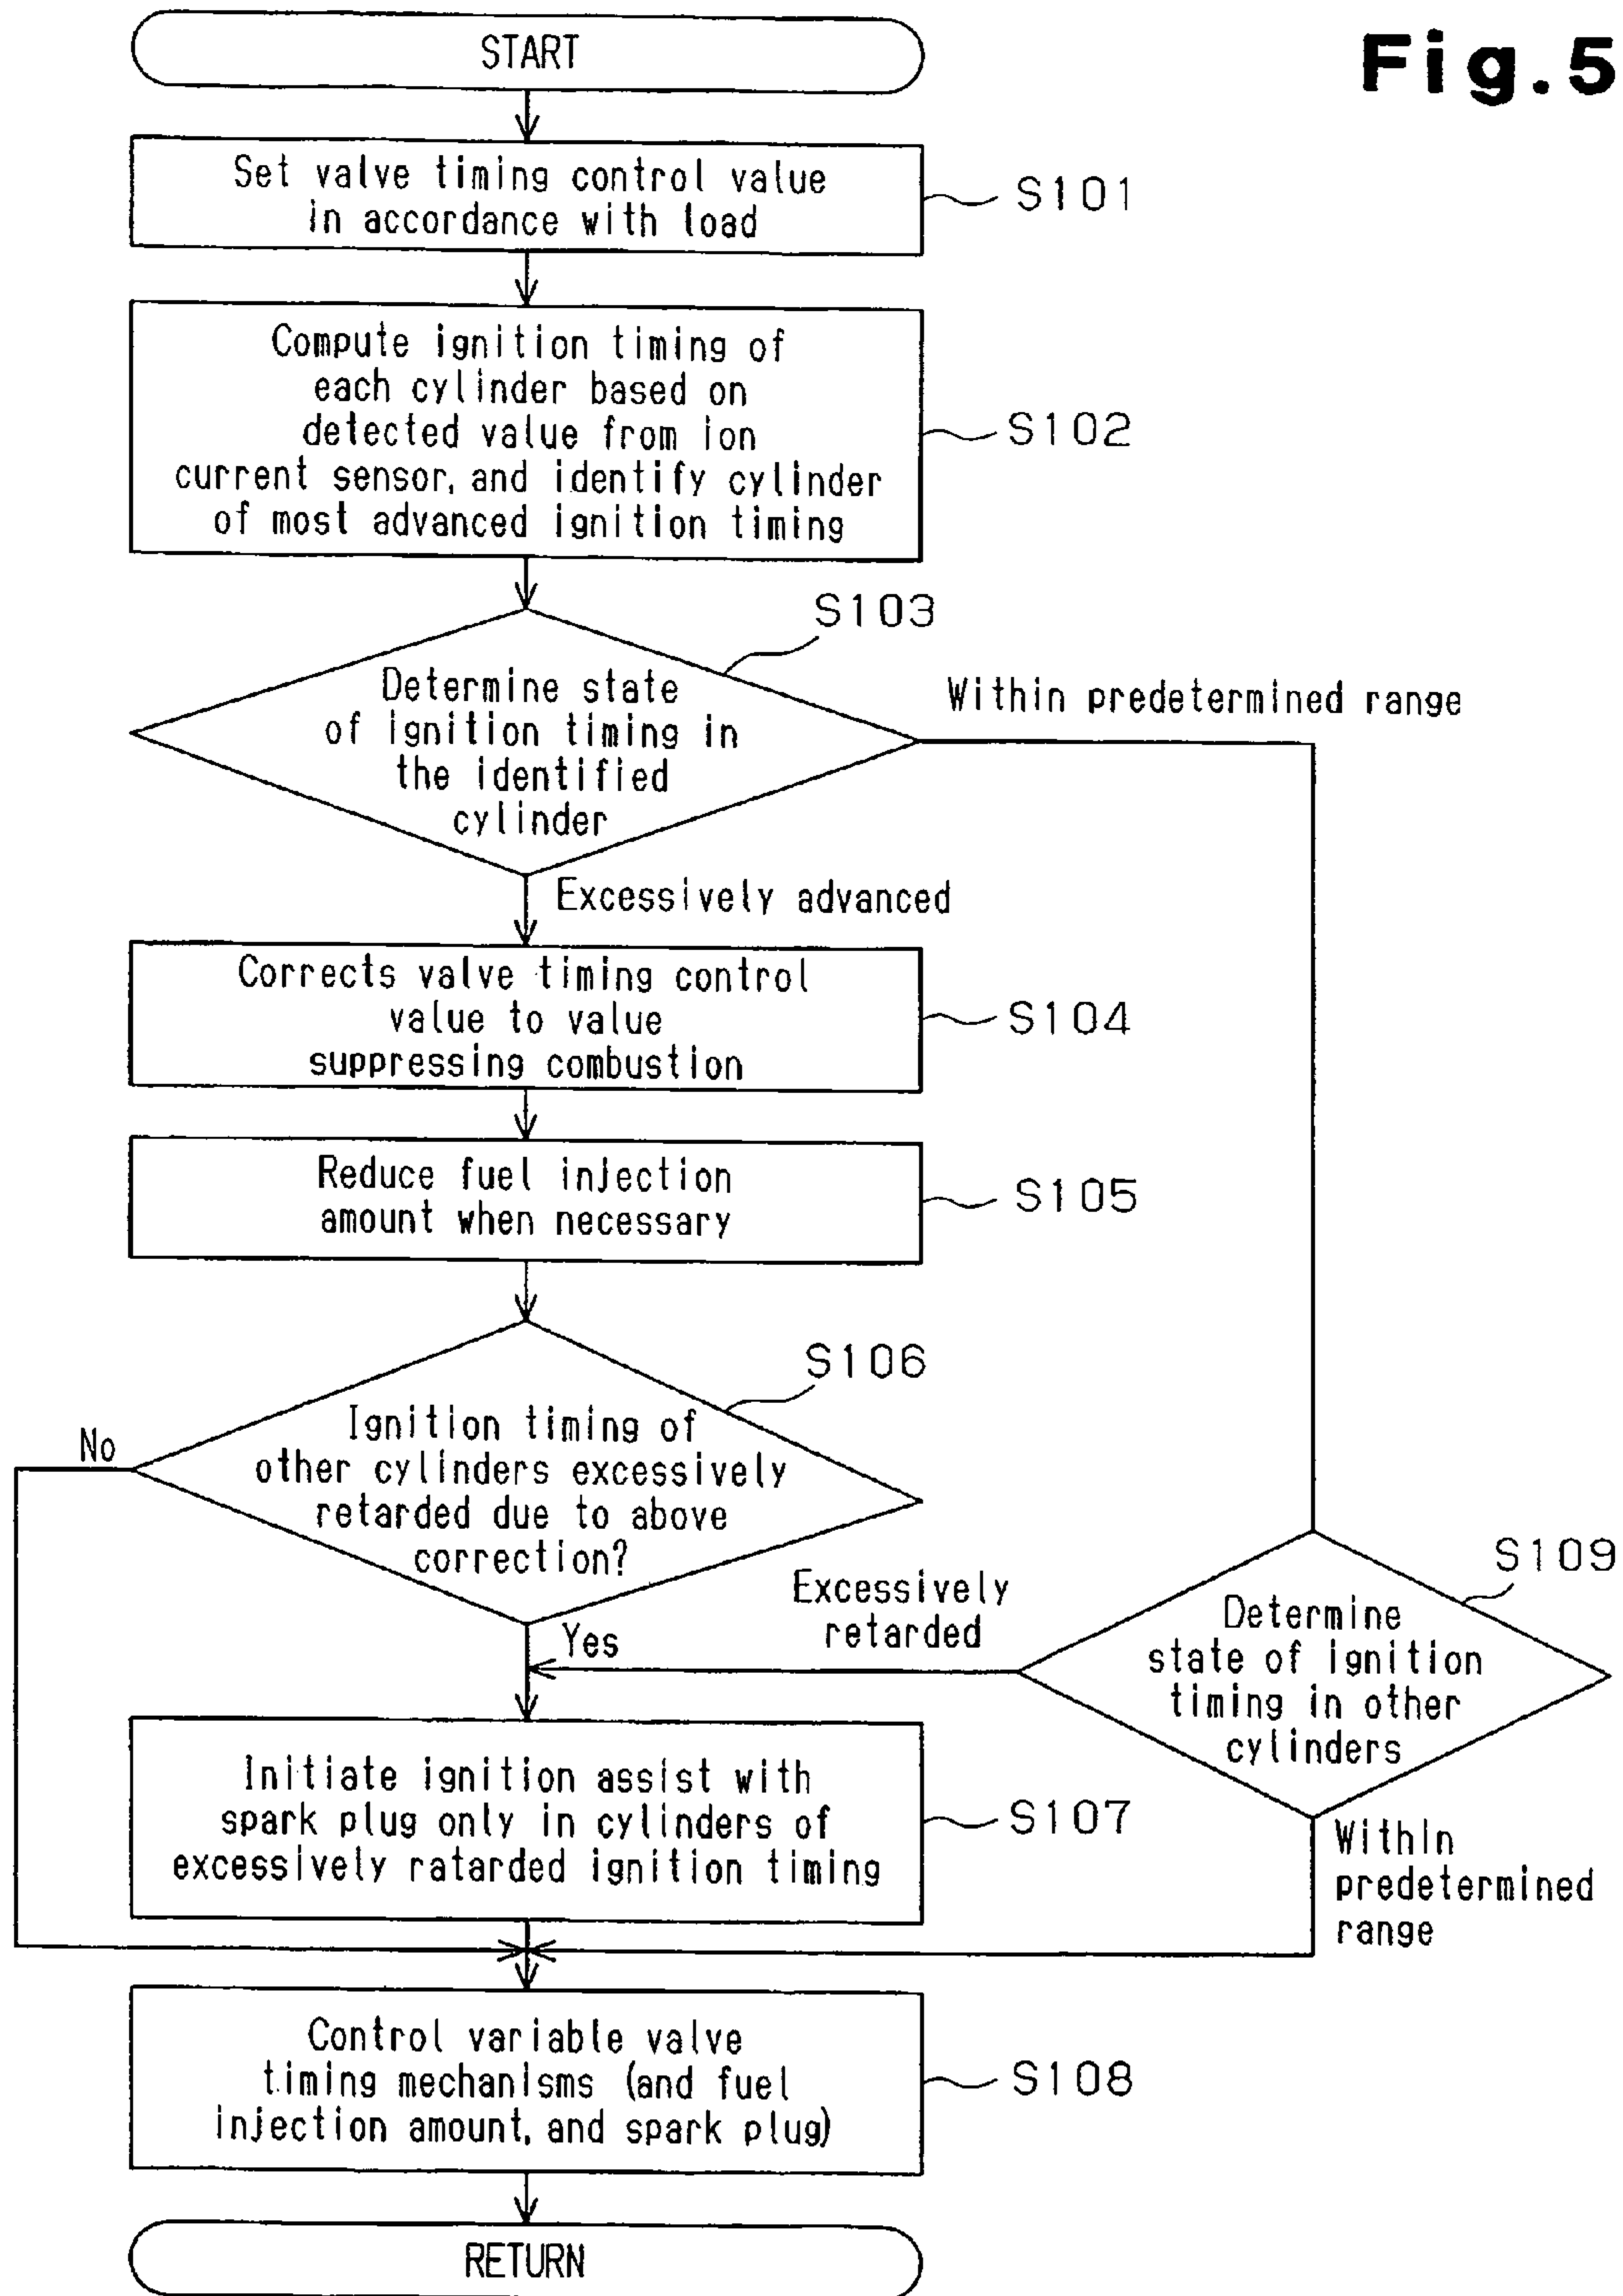 Fig.5
START
Set valve timing control value
in accordance with load
S101
Compute ignition timing of
each cylinder based on
detected value from ion
current sensor, and identify cylinder
of most advanced ignition timing
S102
S103
Determine state
of ignition timing in
the identified
cylinder
Within predetermined range
Excessively advanced
Corrects valve timing control
value to value
suppressing combustion
S104
Reduce fuel injection
amount when necessary
S105
S106
No
Ignition timing of
other cylinders excessively
retarded due to above
correction?
Yes
Excessively
retarded
S109
Determine
state of ignition
timing in other
cylinders
Within
predetermined
range
Initiate ignition assist with
spark plug only in cylinders of
excessively ratarded ignition timing
S107
Control variable valve
timing mechanisms (and fuel
injection amount, and spark plug)
S108
RETURN